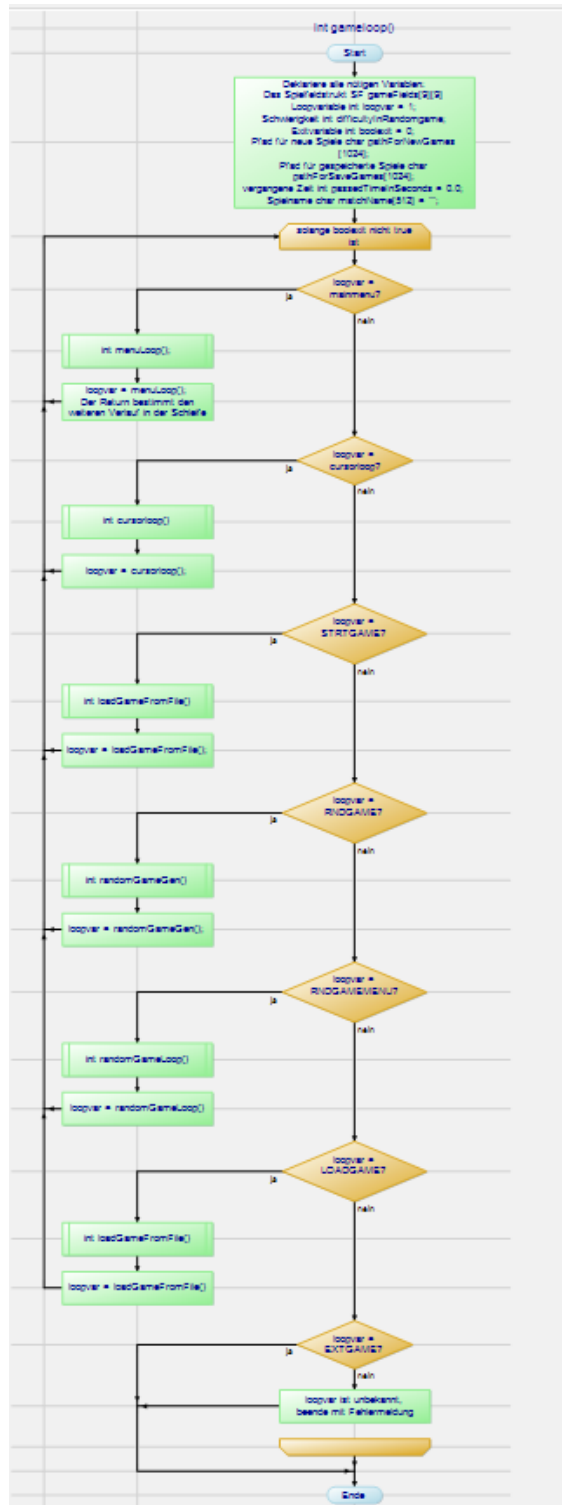 int gameloop()
Start
Deklariere alle nötigen Variablen:
Das Spielfeldstrukt SF gameFields[9][9]
Loopvariable int loopvar = 1;
Schwierigkeit int difficultyInRandomgame,
Exitvariable int boolexit = 0;
Pfad für neue Spiele char pathForNewGames
[1024];
Pfad für gespeicherte Spiele char
pathForSaveGames[1024];
vergangene Zeit int passedTimeInSeconds = 0.0,
Spielname char matchName[512] = "";
solange boolexit nicht true
ist
loopvar =
mainmenu?
ja
nein
int menuLoop();
loopvar = menuLoop();
Der Return bestimmt den
weiteren Verlauf in der Schleife
loopvar =
cursorloop?
ja
nein
int cursorloop()
loopvar = cursorloop();
loopvar =
STRTGAME?
ja
nein
int loadGameFromFile()
loopvar = loadGameFromFile();
loopvar =
RNDGAME?
ja
nein
int randomGameGen()
loopvar = randomGameGen();
loopvar =
RNDGAMEMENU?
ja
nein
int randomGameLoop()
loopvar = randomGameLoop()
loopvar =
LOADGAME?
ja
nein
int loadGameFromFile()
loopvar = loadGameFromFile()
loopvar =
EXTGAME?
ja
nein
loopvar ist unbekannt,
beende mit Fehlermeldung
Ende